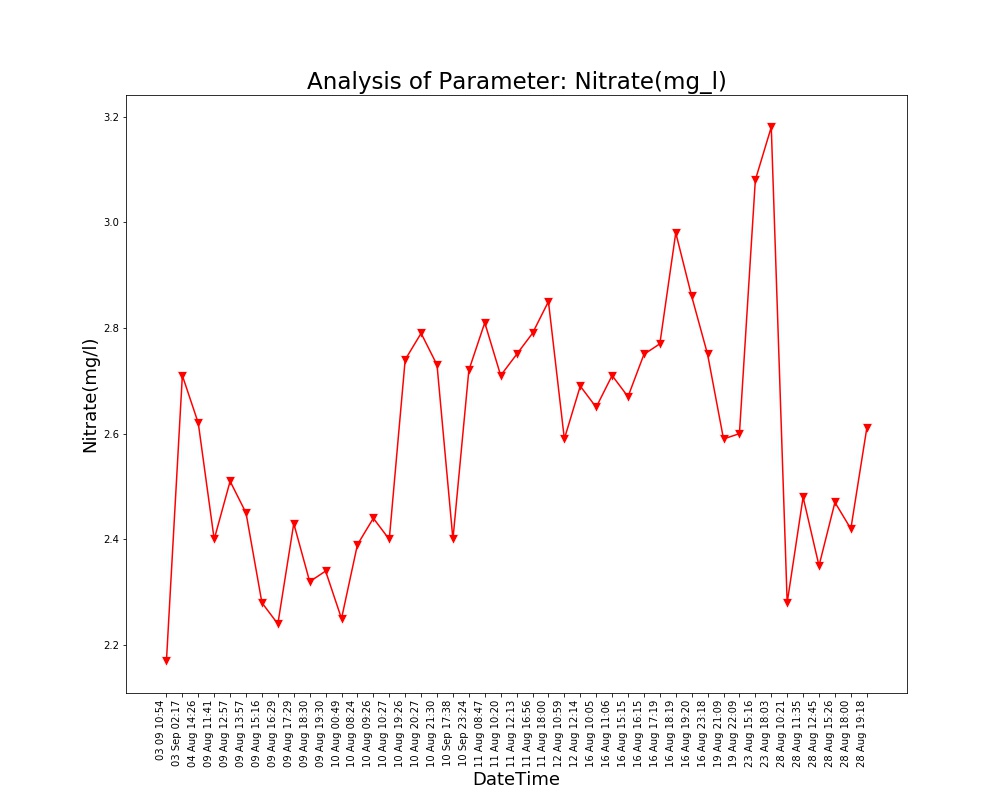 Analysis of Parameter: Nitrate(mg_l)
3.2
3.0
2.8
2.6
2.4
2.2
Nitrate(mg/l)
03 09 10:54
03 Sep 02:17
04 Aug 14:26
09 Aug 11:41
09 Aug 12:57
09 Aug 13:57
09 Aug 15:16
09 Aug 16:29
09 Aug 17:29
09 Aug 18:30
09 Aug 19:30
10 Aug 00:49
10 Aug 08:24
10 Aug 09:26
10 Aug 10:27
10 Aug 19:26
10 Aug 20:27
10 Aug 21:30
10 Sep 17:38
10 Sep 23:24
11 Aug 08:47
11 Aug 10:20
11 Aug 12:13
11 Aug 16:56
11 Aug 18:00
12 Aug 10:59
12 Aug 12:14
16 Aug 10:05
16 Aug 11:06
16 Aug 15:15
16 Aug 16:15
16 Aug 17:19
16 Aug 18:19
16 Aug 19:20
16 Aug 23:18
19 Aug 21:09
19 Aug 22:09
23 Aug 15:16
23 Aug 18:03
28 Aug 10:21
28 Aug 11:35
28 Aug 12:45
28 Aug 15:26
28 Aug 18:00
28 Aug 19:18
DateTime